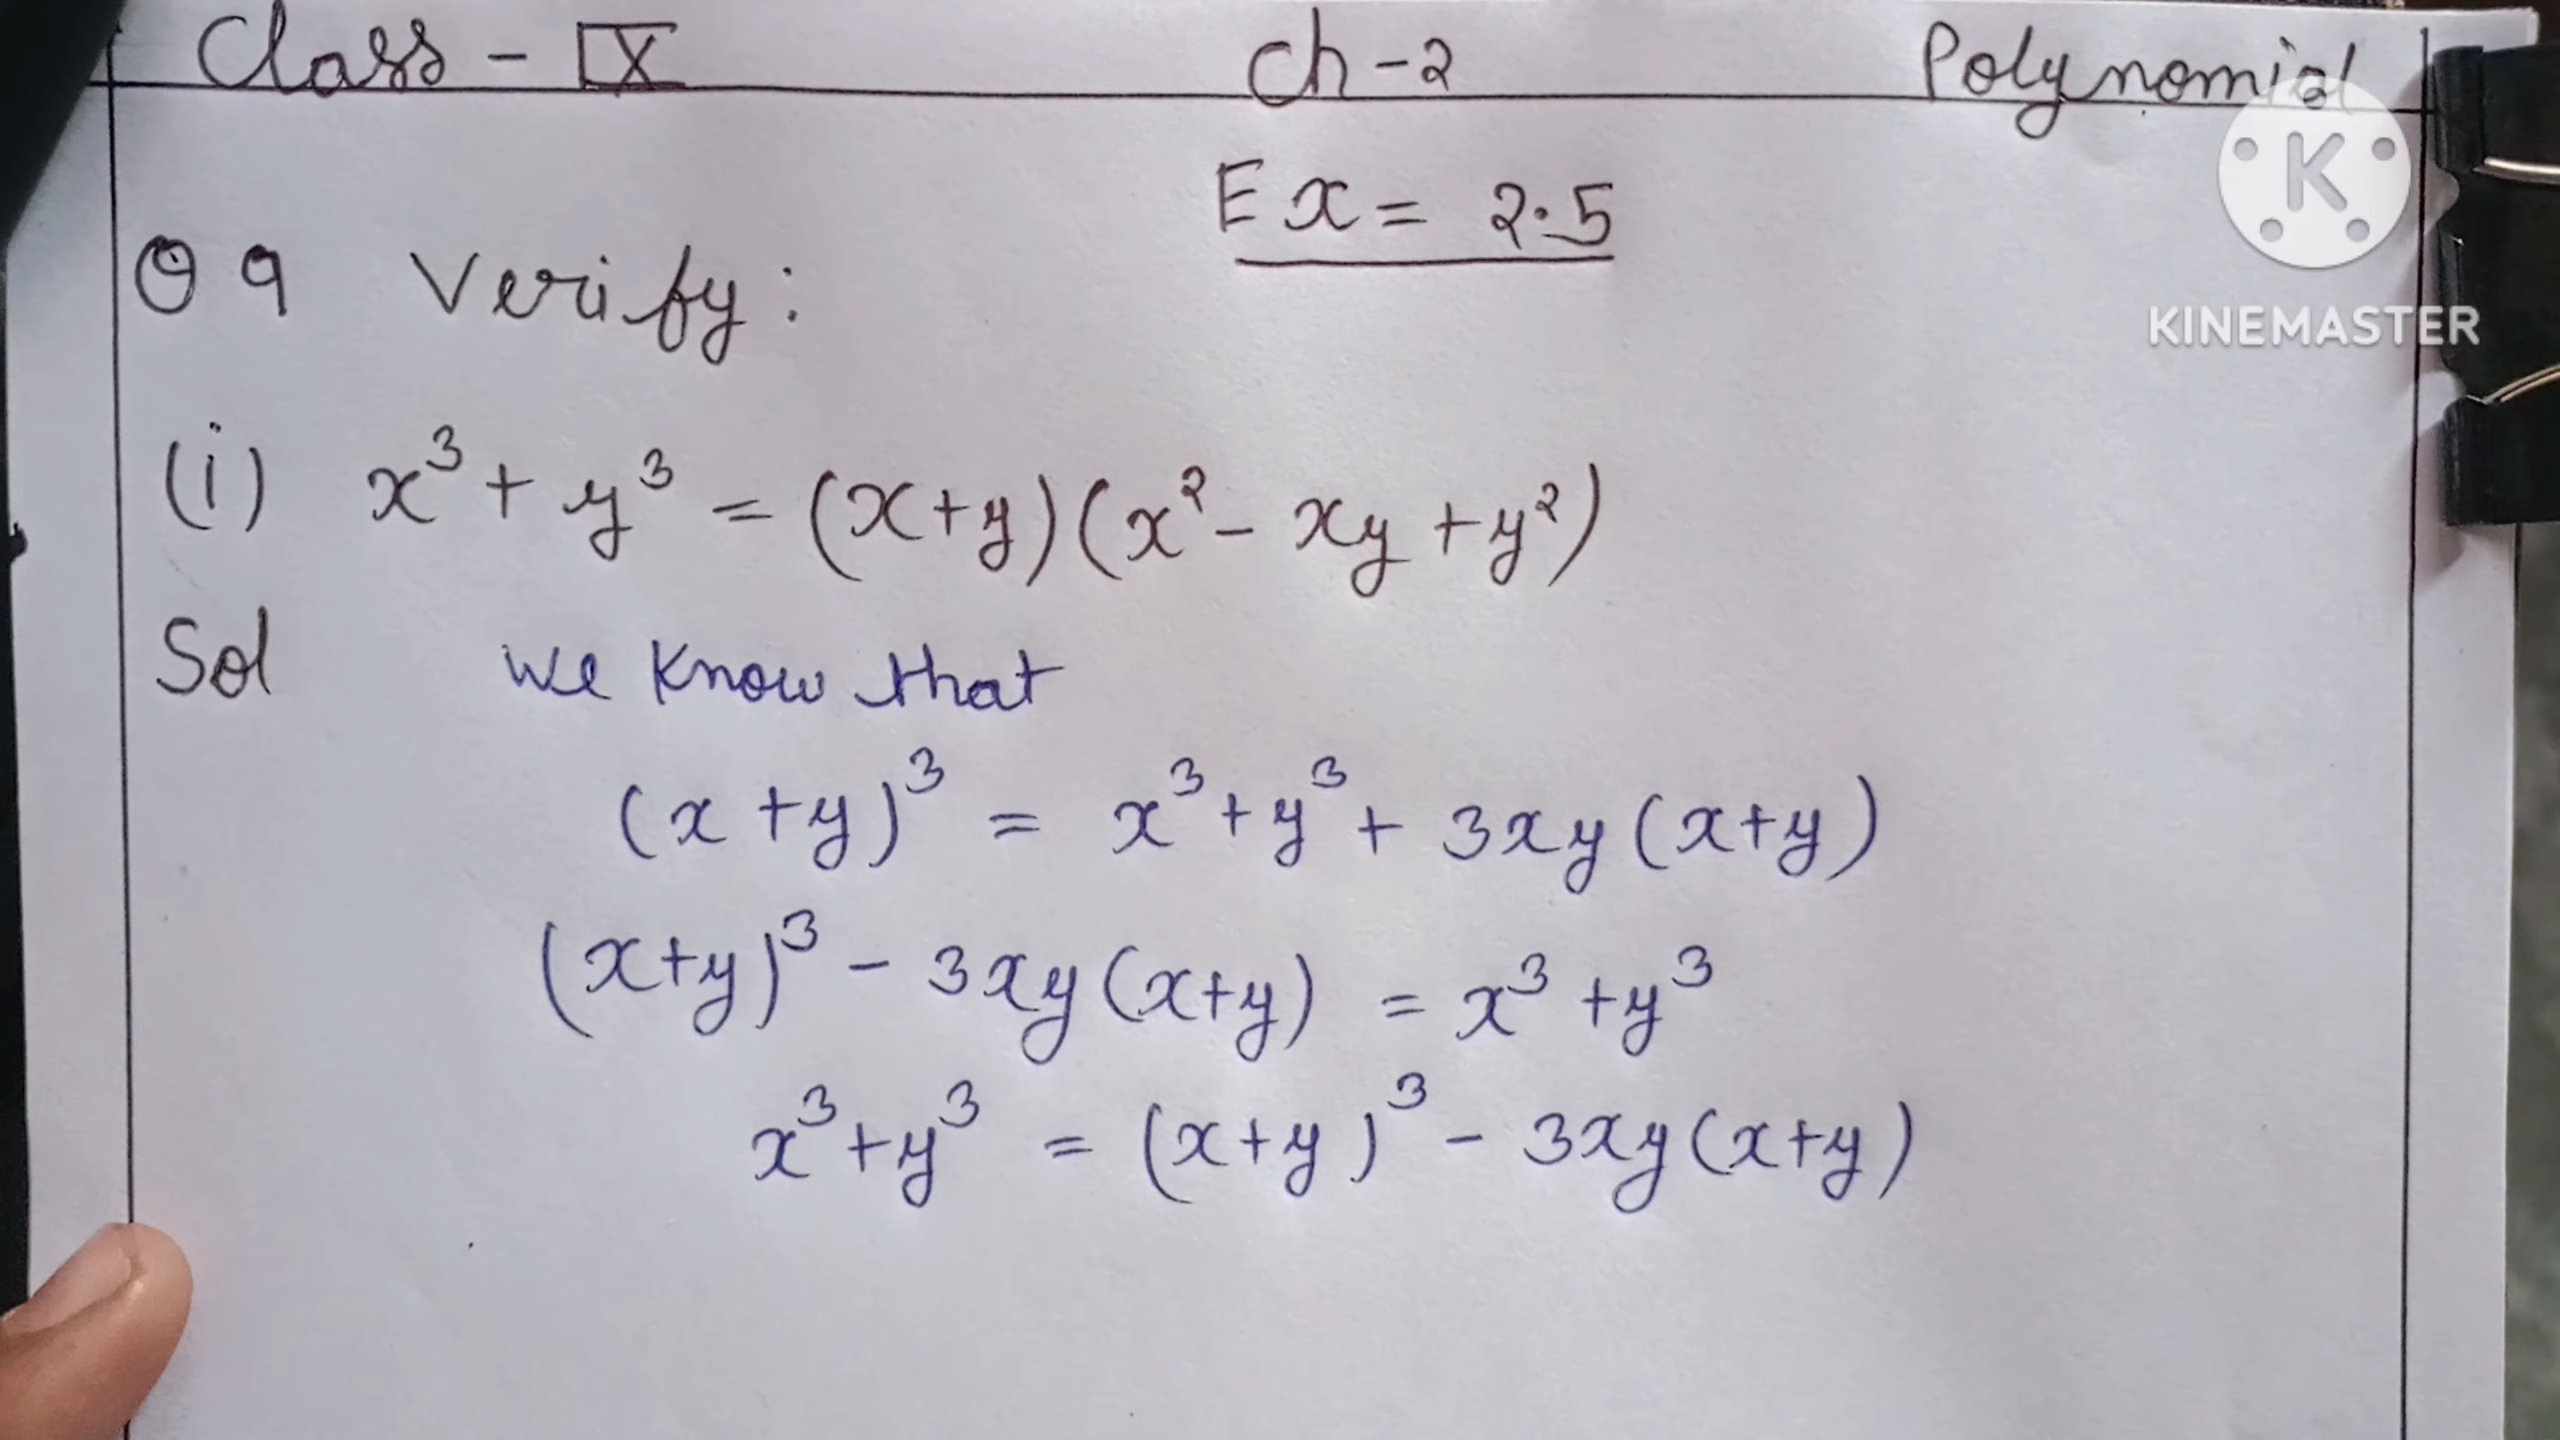 Class - IX Ch-2 Polynomial
Ex = 2.5
Q 9 Verify:
(i) x³ + y³ = (x+y)(x² - xy + y²)
Sol We Know that
(x+y)³ = x³+y³ + 3xy(x+y)
(x+y)³ - 3xy(x+y) = x³+y³
x³+y³ = (x+y)³ - 3xy(x+y)
K
KINEMASTER